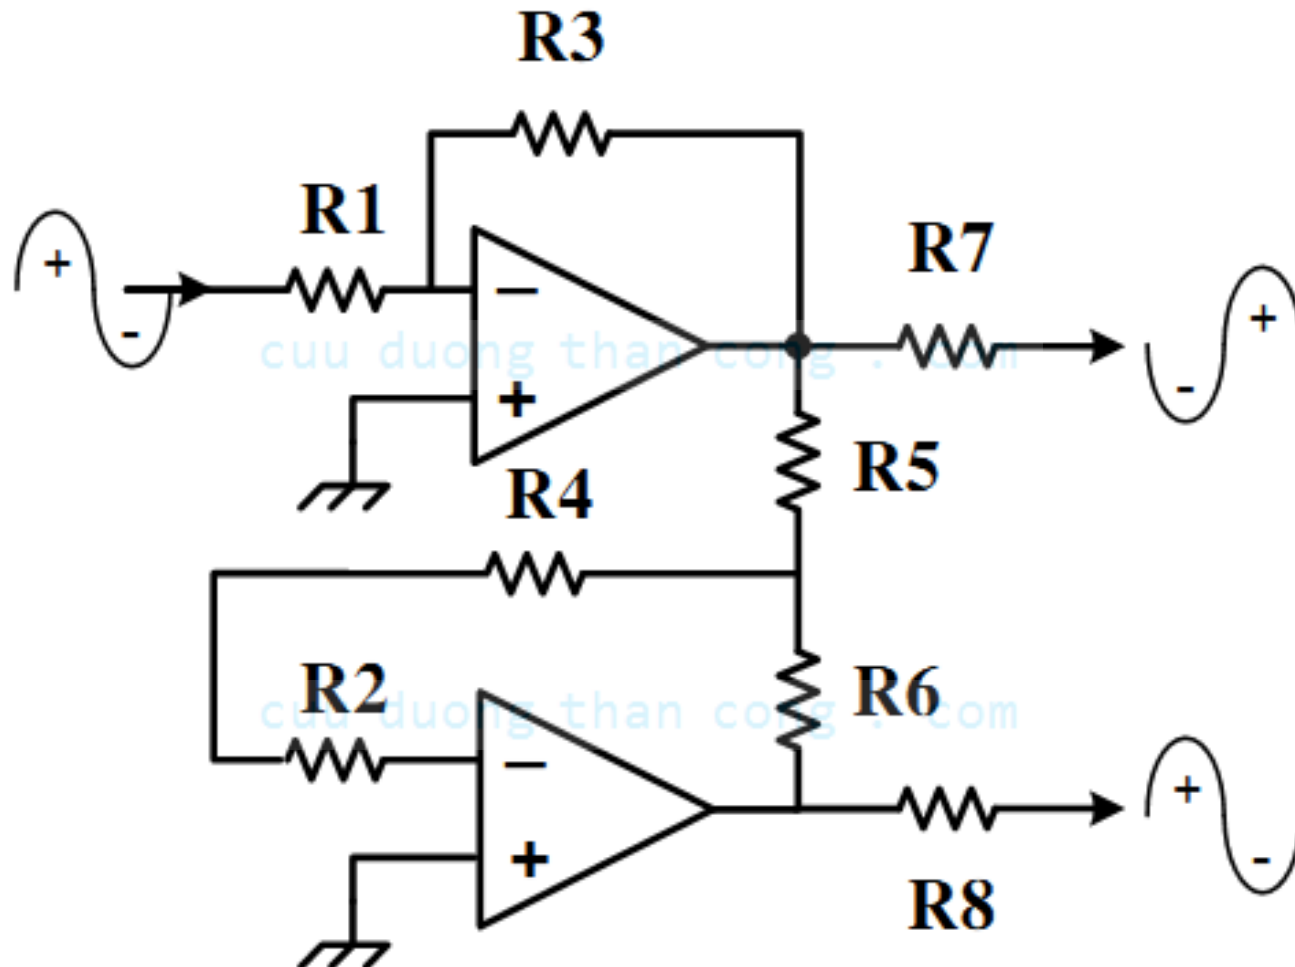 R3
R1
R7
+
-
−
+
+
-
cuu duong than cong . com
R5
R4
R2
R6
cuu duong than cong . com
−
+
+
-
R8